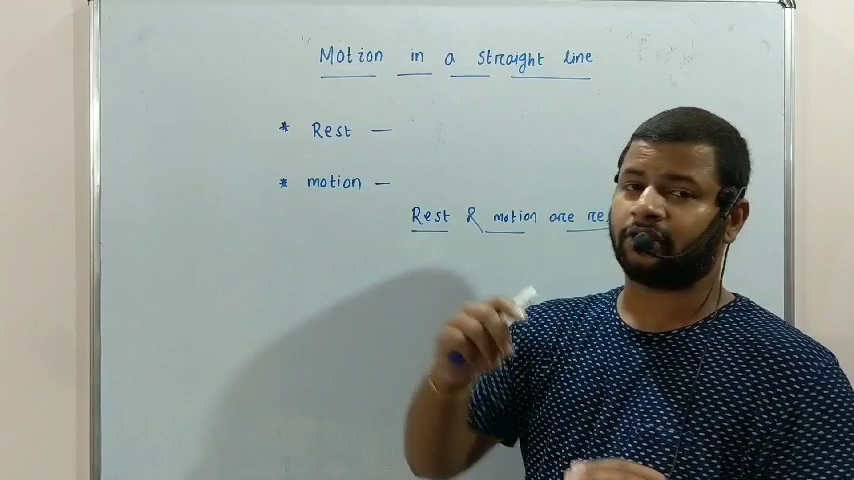 Motion in a straight line
* Rest —
* motion —
Rest & motion are